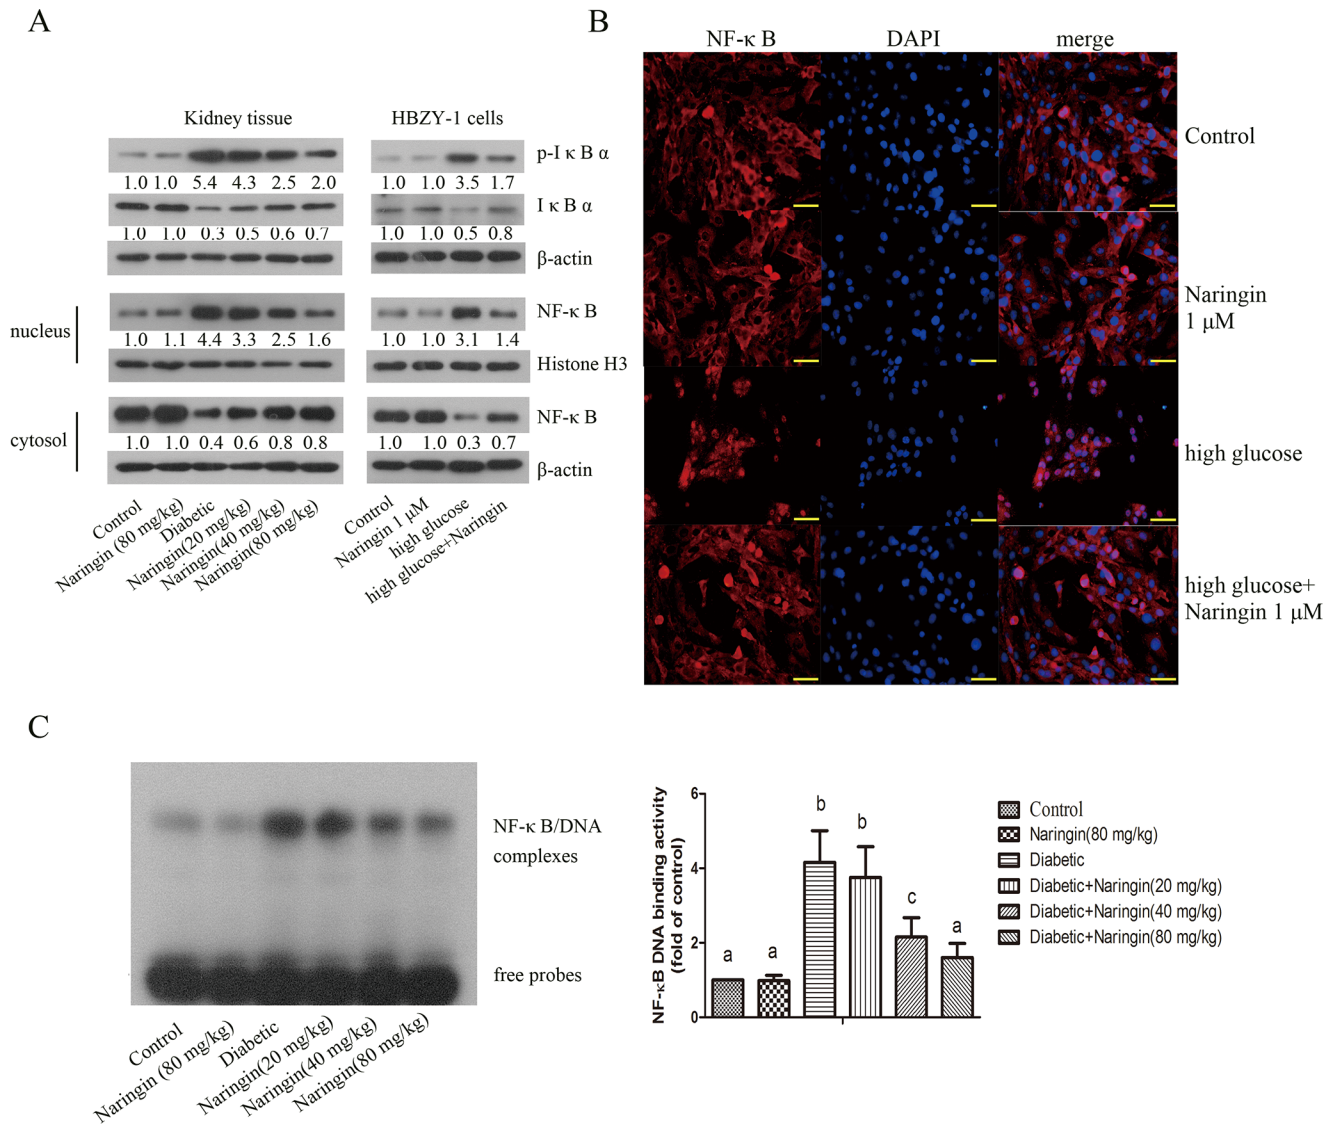 A
Kidney tissue
HBZY-1 cells
p-I κ B α
1.0 1.0 5.4 4.3 2.5 2.0
1.0 1.0 3.5 1.7
I κ B α
1.0 1.0 0.3 0.5 0.6 0.7
1.0 1.0 0.5 0.8
β-actin
nucleus
NF-κ B
1.0 1.1 4.4 3.3 2.5 1.6
1.0 1.0 3.1 1.4
Histone H3
cytosol
NF-κ B
1.0 1.0 0.4 0.6 0.8 0.8
1.0 1.0 0.3 0.7
β-actin
Control
Naringin (80 mg/kg)
Diabetic
Naringin(20 mg/kg)
Naringin(40 mg/kg)
Naringin(80 mg/kg)
Control
Naringin 1 μM
high glucose
high glucose+Naringin
B
NF-κ B
DAPI
merge
Control
Naringin
1 μM
high glucose
high glucose+
Naringin 1 μM
C
NF-κ B/DNA
complexes
free probes
Control
Naringin (80 mg/kg)
Diabetic
Naringin(20 mg/kg)
Naringin(40 mg/kg)
Naringin(80 mg/kg)
NF-κB DNA binding activity
(fold of control)
6
4
2
0
a
a
b
b
c
a
Control
Naringin(80 mg/kg)
Diabetic
Diabetic+Naringin(20 mg/kg)
Diabetic+Naringin(40 mg/kg)
Diabetic+Naringin(80 mg/kg)